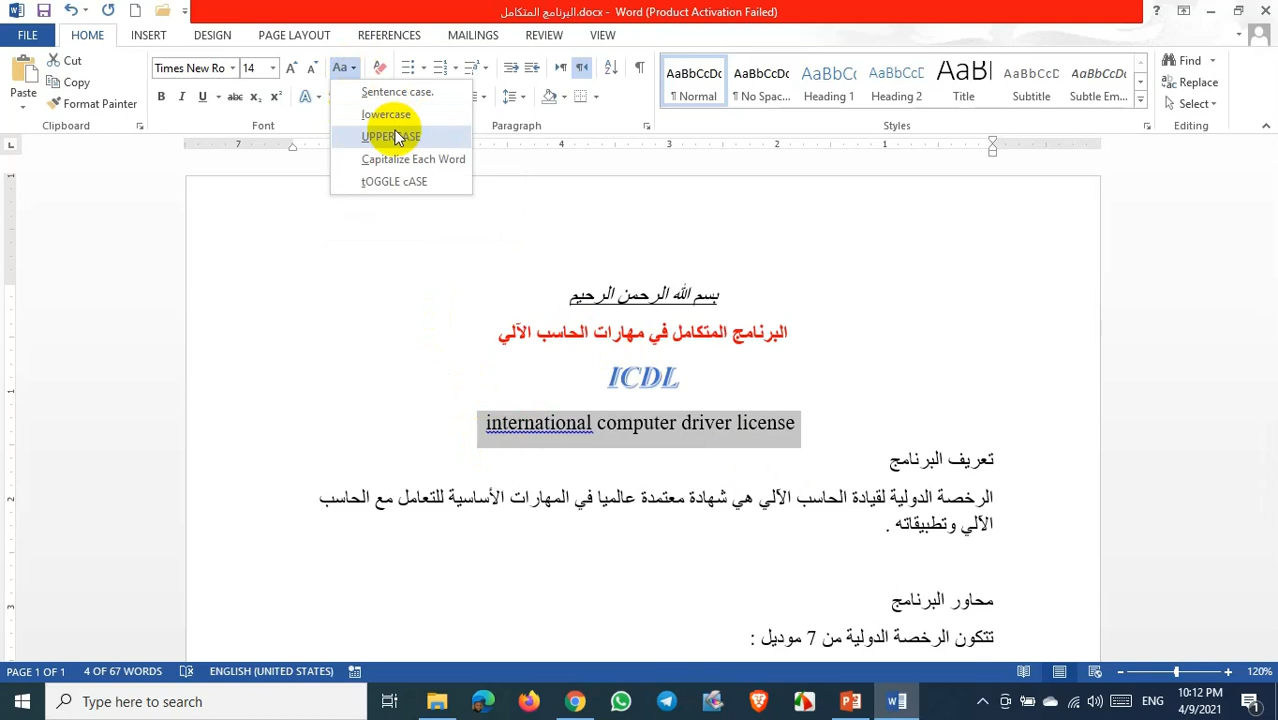 البرنامج المتكامل.docx - Word (Product Activation Failed)
FILE HOME INSERT DESIGN PAGE LAYOUT REFERENCES MAILINGS REVIEW VIEW
Paste
Cut
Copy
Format Painter
Clipboard
Times New Ro 14 Aa
Font
Sentence case.
lowercase
UPPERCASE
Capitalize Each Word
tOGGLE cASE
Paragraph
AaBbCcDc AaBbCcDc AaBbCc AaBbCcDc AaB AaBbCcC AaBbCcDc
¶ Normal ¶ No Spac... Heading 1 Heading 2 Title Subtitle Subtle Em...
Styles
Find
Replace
Select
Editing
بسم الله الرحمن الرحيم
البرنامج المتكامل في مهارات الحاسب الآلي
ICDL
international computer driver license
تعريف البرنامج
الرخصة الدولية لقيادة الحاسب الآلي هي شهادة معتمدة عالميا في المهارات الأساسية للتعامل مع الحاسب
الآلي وتطبيقاته .
محاور البرنامج
تتكون الرخصة الدولية من 7 موديل :
PAGE 1 OF 1 4 OF 67 WORDS ENGLISH (UNITED STATES) 120%
Type here to search
ENG
10:12 PM
4/9/2021